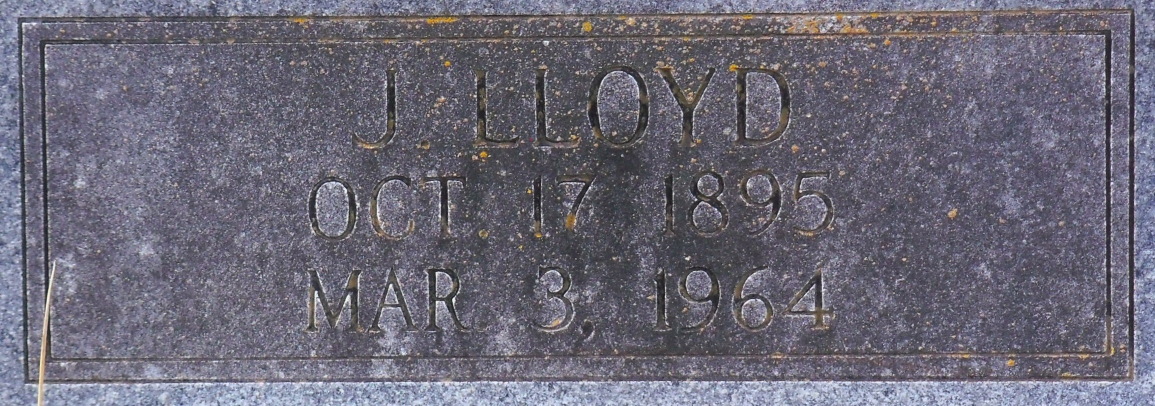 J. LLOYD
OCT. 17, 1895
MAR. 3, 1964